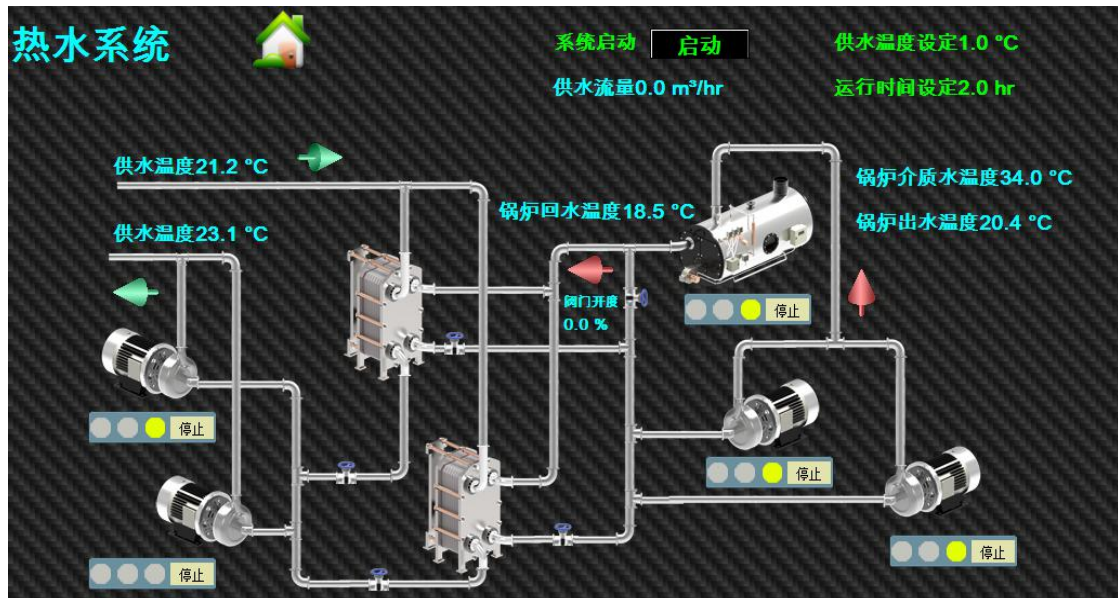 热水系统
系统启动 启动
供水温度设定1.0 °C
供水流量0.0 m³/hr
运行时间设定2.0 hr
供水温度21.2 °C
锅炉介质水温度34.0 °C
锅炉回水温度18.5 °C
锅炉出水温度20.4 °C
供水温度23.1 °C
阀门开度
0.0 %
停止
停止
停止
停止
停止